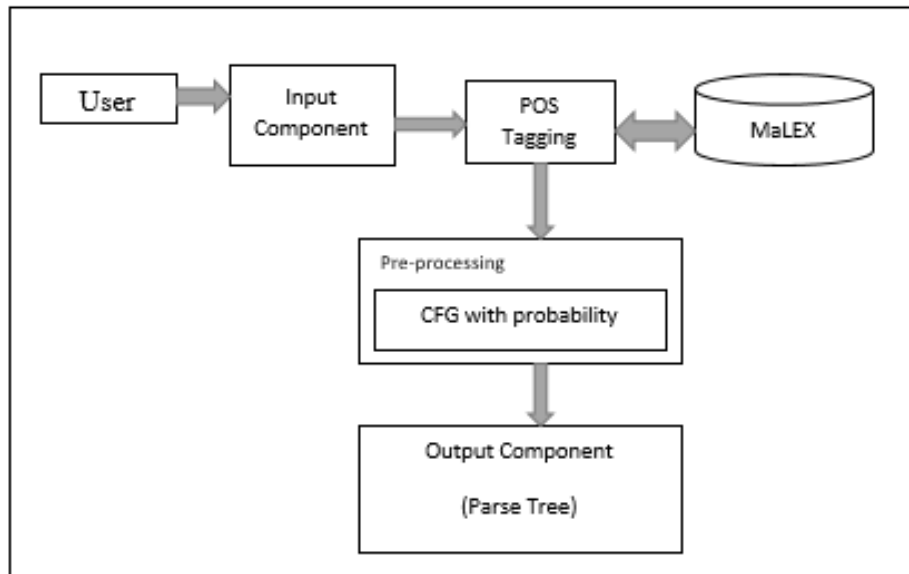 User
Input
Component
POS
Tagging
MaLEX
Pre-processing
CFG with probability
Output Component
(Parse Tree)